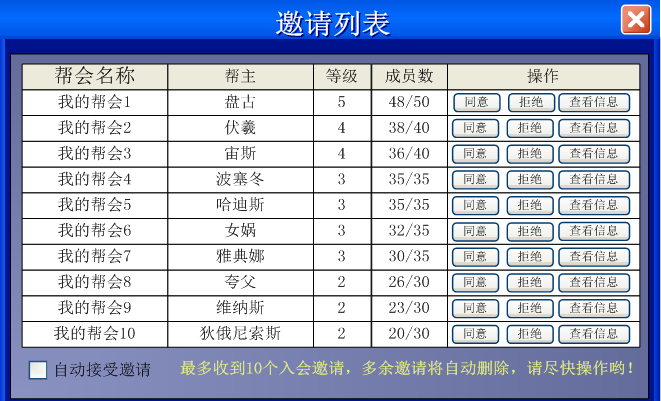 邀请列表
帮会名称 帮主 等级 成员数 操作
我的帮会1 盘古 5 48/50 同意 拒绝 查看信息
我的帮会2 伏羲 4 38/40 同意 拒绝 查看信息
我的帮会3 宙斯 4 36/40 同意 拒绝 查看信息
我的帮会4 波塞冬 3 35/35 同意 拒绝 查看信息
我的帮会5 哈迪斯 3 35/35 同意 拒绝 查看信息
我的帮会6 女娲 3 32/35 同意 拒绝 查看信息
我的帮会7 雅典娜 3 30/35 同意 拒绝 查看信息
我的帮会8 夸父 2 26/30 同意 拒绝 查看信息
我的帮会9 维纳斯 2 23/30 同意 拒绝 查看信息
我的帮会10 狄俄尼索斯 2 20/30 同意 拒绝 查看信息
自动接受邀请 最多收到10个入会邀请，多余邀请将自动删除，请尽快操作哟！